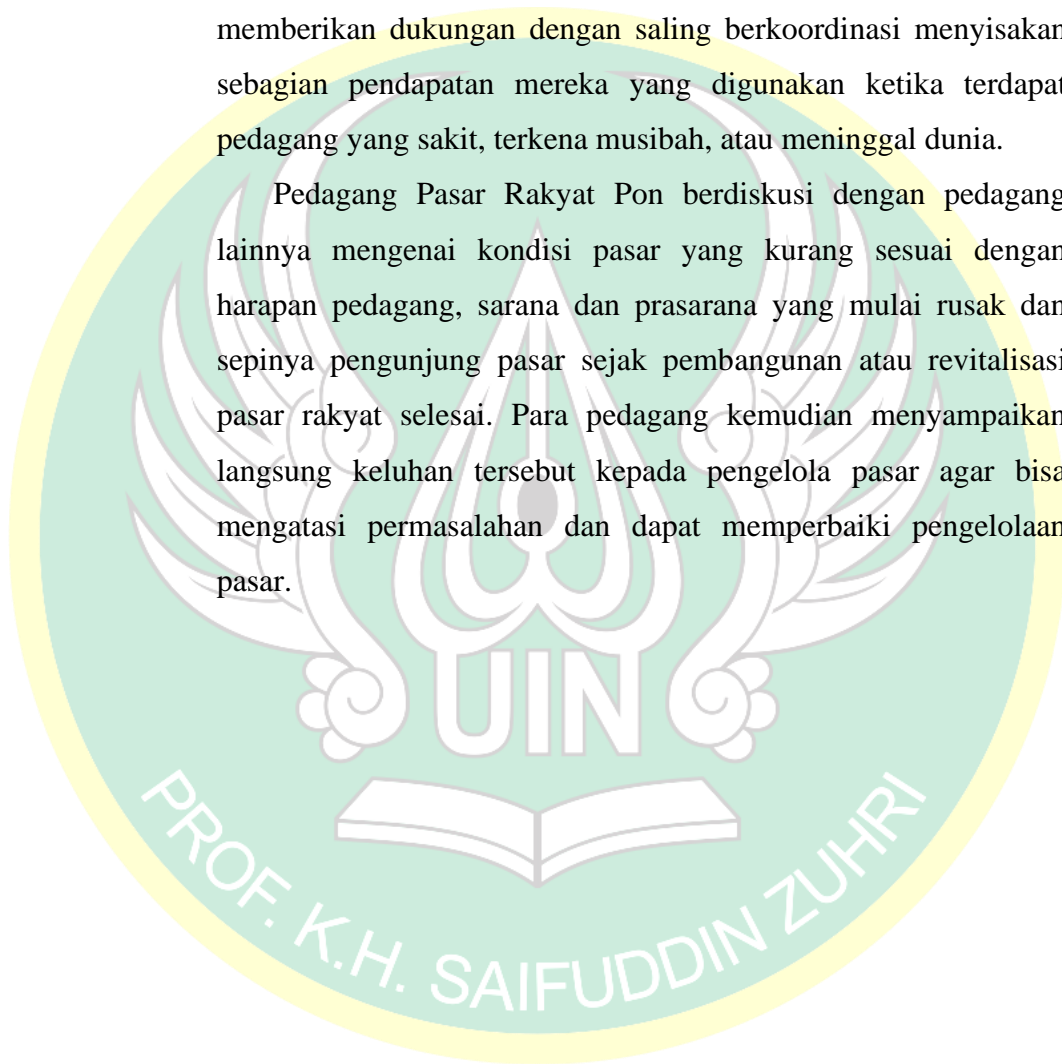 memberikan dukungan dengan saling berkoordinasi menyisakan
sebagian pendapatan mereka yang digunakan ketika terdapat
pedagang yang sakit, terkena musibah, atau meninggal dunia.
Pedagang Pasar Rakyat Pon berdiskusi dengan pedagang
lainnya mengenai kondisi pasar yang kurang sesuai dengan
harapan pedagang, sarana dan prasarana yang mulai rusak dan
sepinya pengunjung pasar sejak pembangunan atau revitalisasi
pasar rakyat selesai. Para pedagang kemudian menyampaikan
langsung keluhan tersebut kepada pengelola pasar agar bisa
mengatasi permasalahan dan dapat memperbaiki pengelolaan
pasar.
UIN
PROF. K.H. SAIFUDDIN ZUHRI